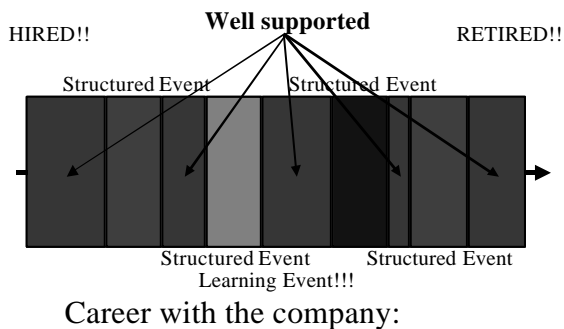 Well supported
HIRED!!
RETIRED!!
Structured Event
Structured Event
Structured Event
Structured Event
Learning Event!!!
Career with the company: